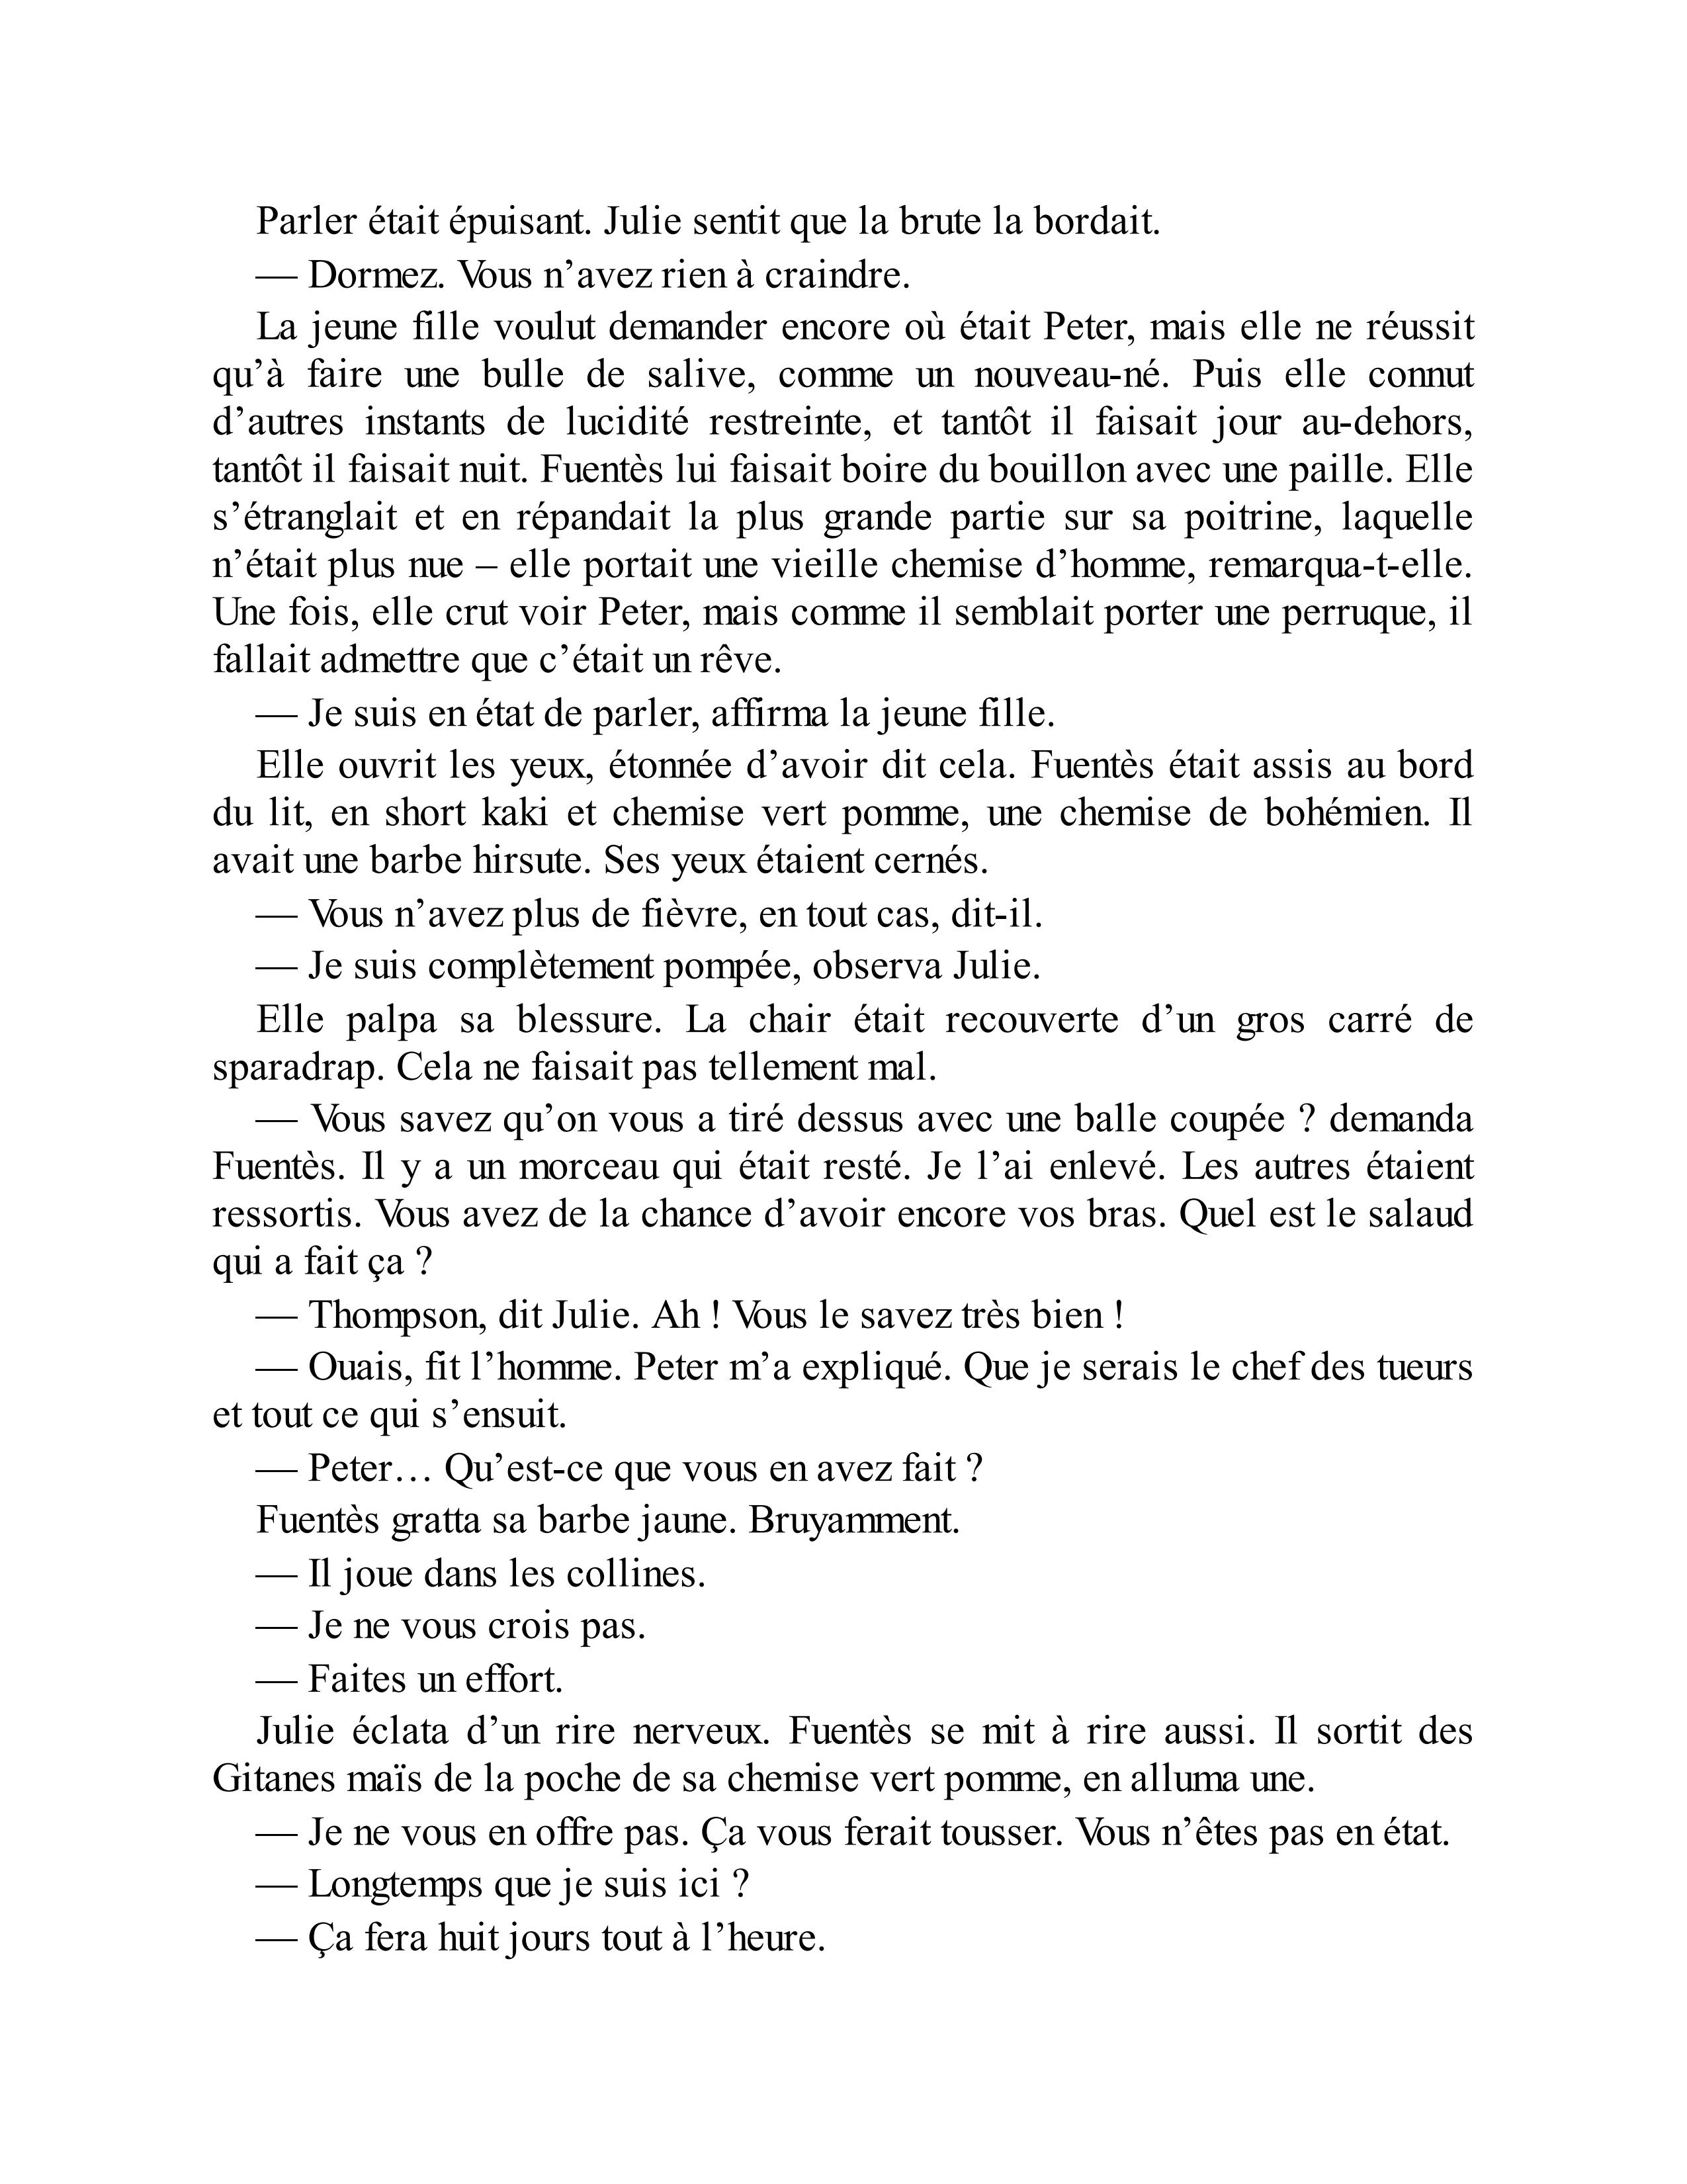 Parler était épuisant. Julie sentit que la brute la bordait.
— Dormez. Vous n’avez rien à craindre.
La jeune fille voulut demander encore où était Peter, mais elle ne réussit
qu’à faire une bulle de salive, comme un nouveau-né. Puis elle connut
d’autres instants de lucidité restreinte, et tantôt il faisait jour au-dehors,
tantôt il faisait nuit. Fuentès lui faisait boire du bouillon avec une paille. Elle
s’étranglait et en répandait la plus grande partie sur sa poitrine, laquelle
n’était plus nue – elle portait une vieille chemise d’homme, remarqua-t-elle.
Une fois, elle crut voir Peter, mais comme il semblait porter une perruque, il
fallait admettre que c’était un rêve.
— Je suis en état de parler, affirma la jeune fille.
Elle ouvrit les yeux, étonnée d’avoir dit cela. Fuentès était assis au bord
du lit, en short kaki et chemise vert pomme, une chemise de bohémien. Il
avait une barbe hirsute. Ses yeux étaient cernés.
— Vous n’avez plus de fièvre, en tout cas, dit-il.
— Je suis complètement pompée, observa Julie.
Elle palpa sa blessure. La chair était recouverte d’un gros carré de
sparadrap. Cela ne faisait pas tellement mal.
— Vous savez qu’on vous a tiré dessus avec une balle coupée ? demanda
Fuentès. Il y a un morceau qui était resté. Je l’ai enlevé. Les autres étaient
ressortis. Vous avez de la chance d’avoir encore vos bras. Quel est le salaud
qui a fait ça ?
— Thompson, dit Julie. Ah ! Vous le savez très bien !
— Ouais, fit l’homme. Peter m’a expliqué. Que je serais le chef des tueurs
et tout ce qui s’ensuit.
— Peter… Qu’est-ce que vous en avez fait ?
Fuentès gratta sa barbe jaune. Bruyamment.
— Il joue dans les collines.
— Je ne vous crois pas.
— Faites un effort.
Julie éclata d’un rire nerveux. Fuentès se mit à rire aussi. Il sortit des
Gitanes maïs de la poche de sa chemise vert pomme, en alluma une.
— Je ne vous en offre pas. Ça vous ferait tousser. Vous n’êtes pas en état.
— Longtemps que je suis ici ?
— Ça fera huit jours tout à l’heure.